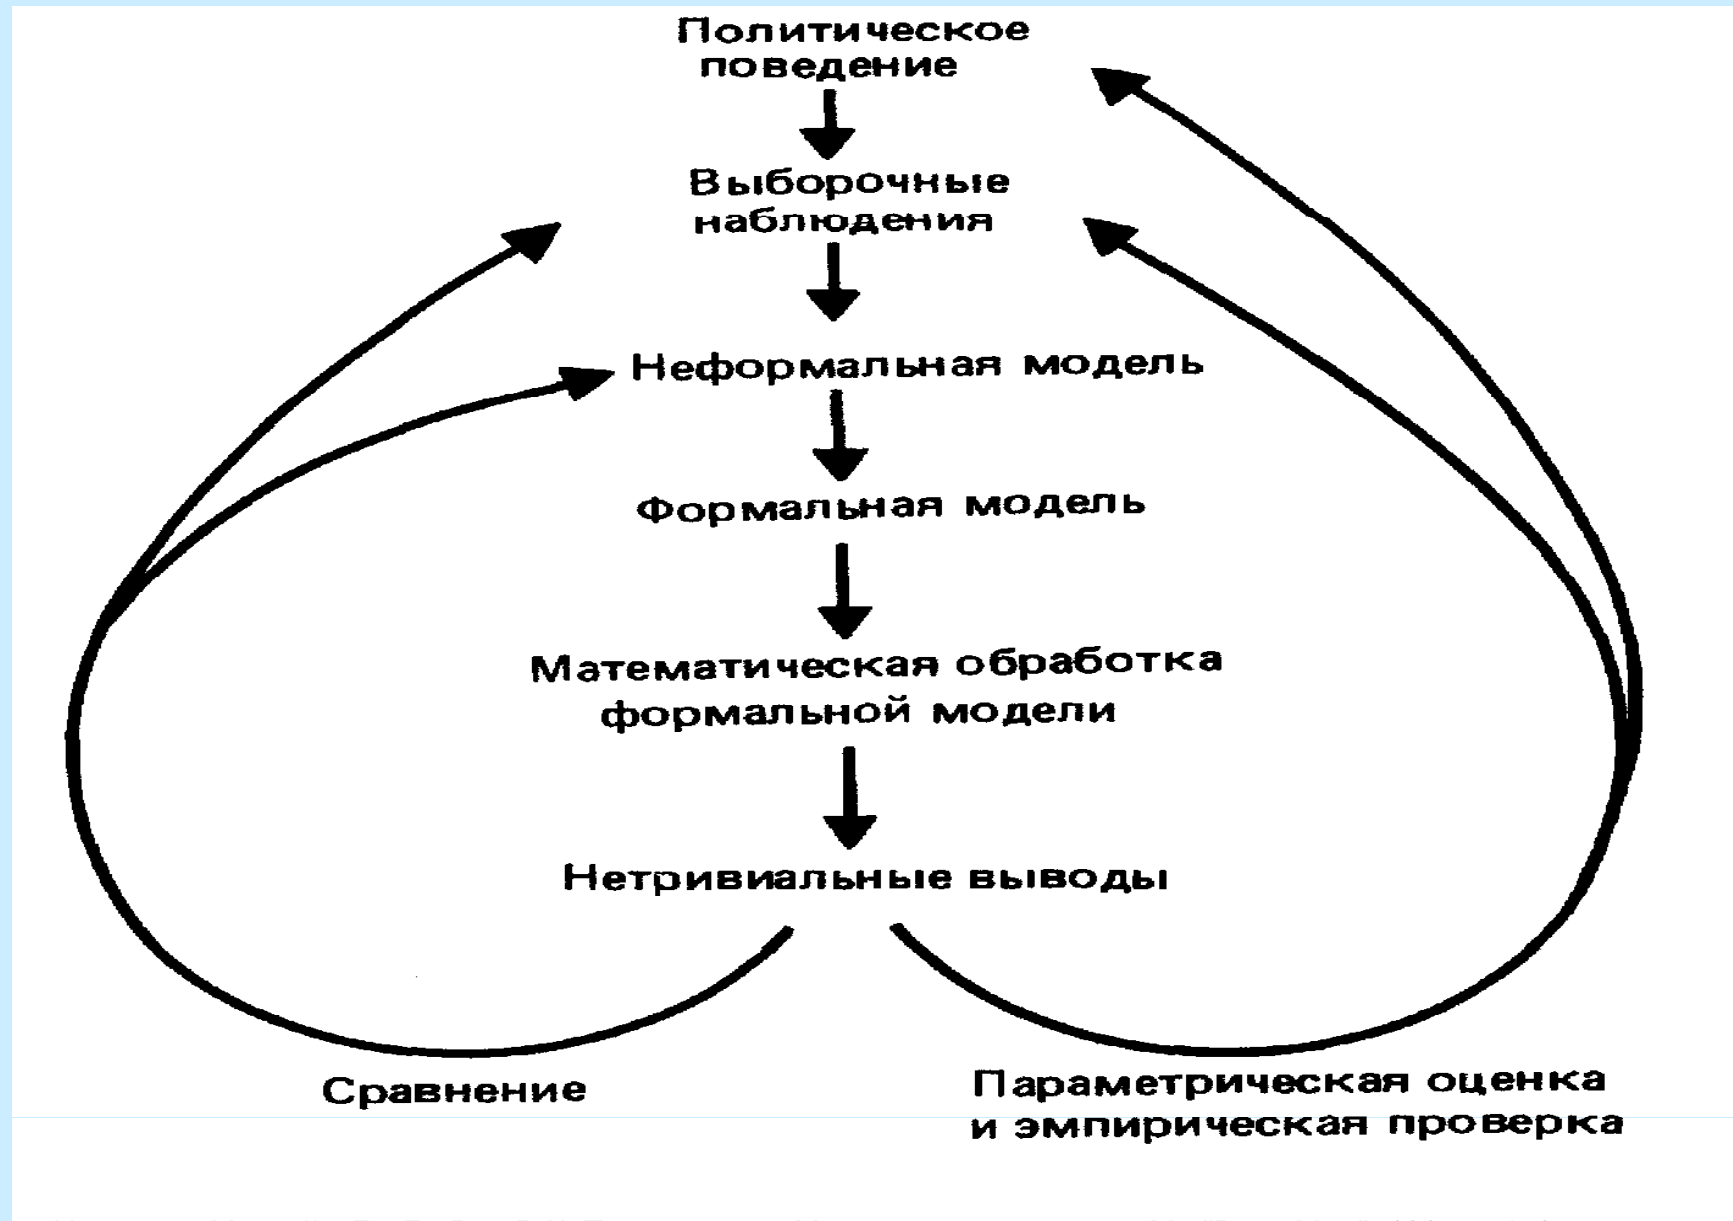 Политическое
поведение
Выборочные
наблюдения
Неформальная модель
Формальная модель
Математическая обработка
формальной модели
Нетривиальные выводы
Сравнение
Параметрическая оценка
и эмпирическая проверка